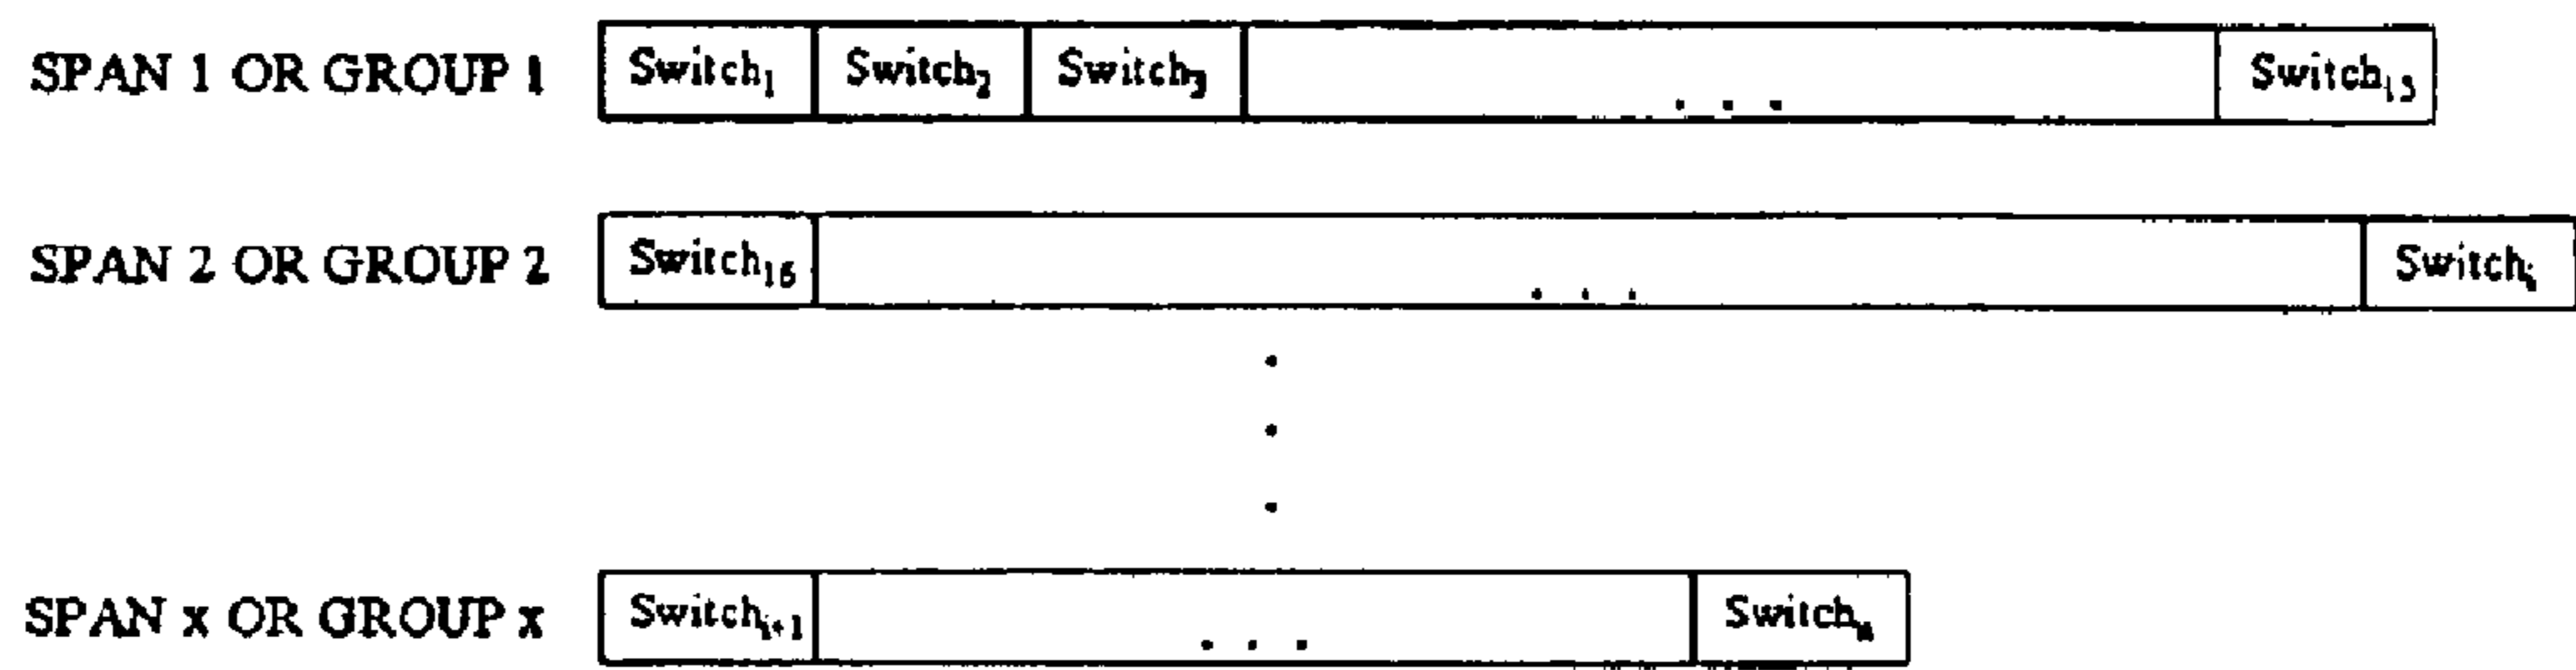 SPAN 1 OR GROUP 1 Switch₁ Switch₂ Switch₃ . . . Switch₁₅
SPAN 2 OR GROUP 2 Switch₁₆ . . . Switchᵢ
.
.
.
SPAN x OR GROUP x Switchᵢ₊₁ . . . Switchₙ